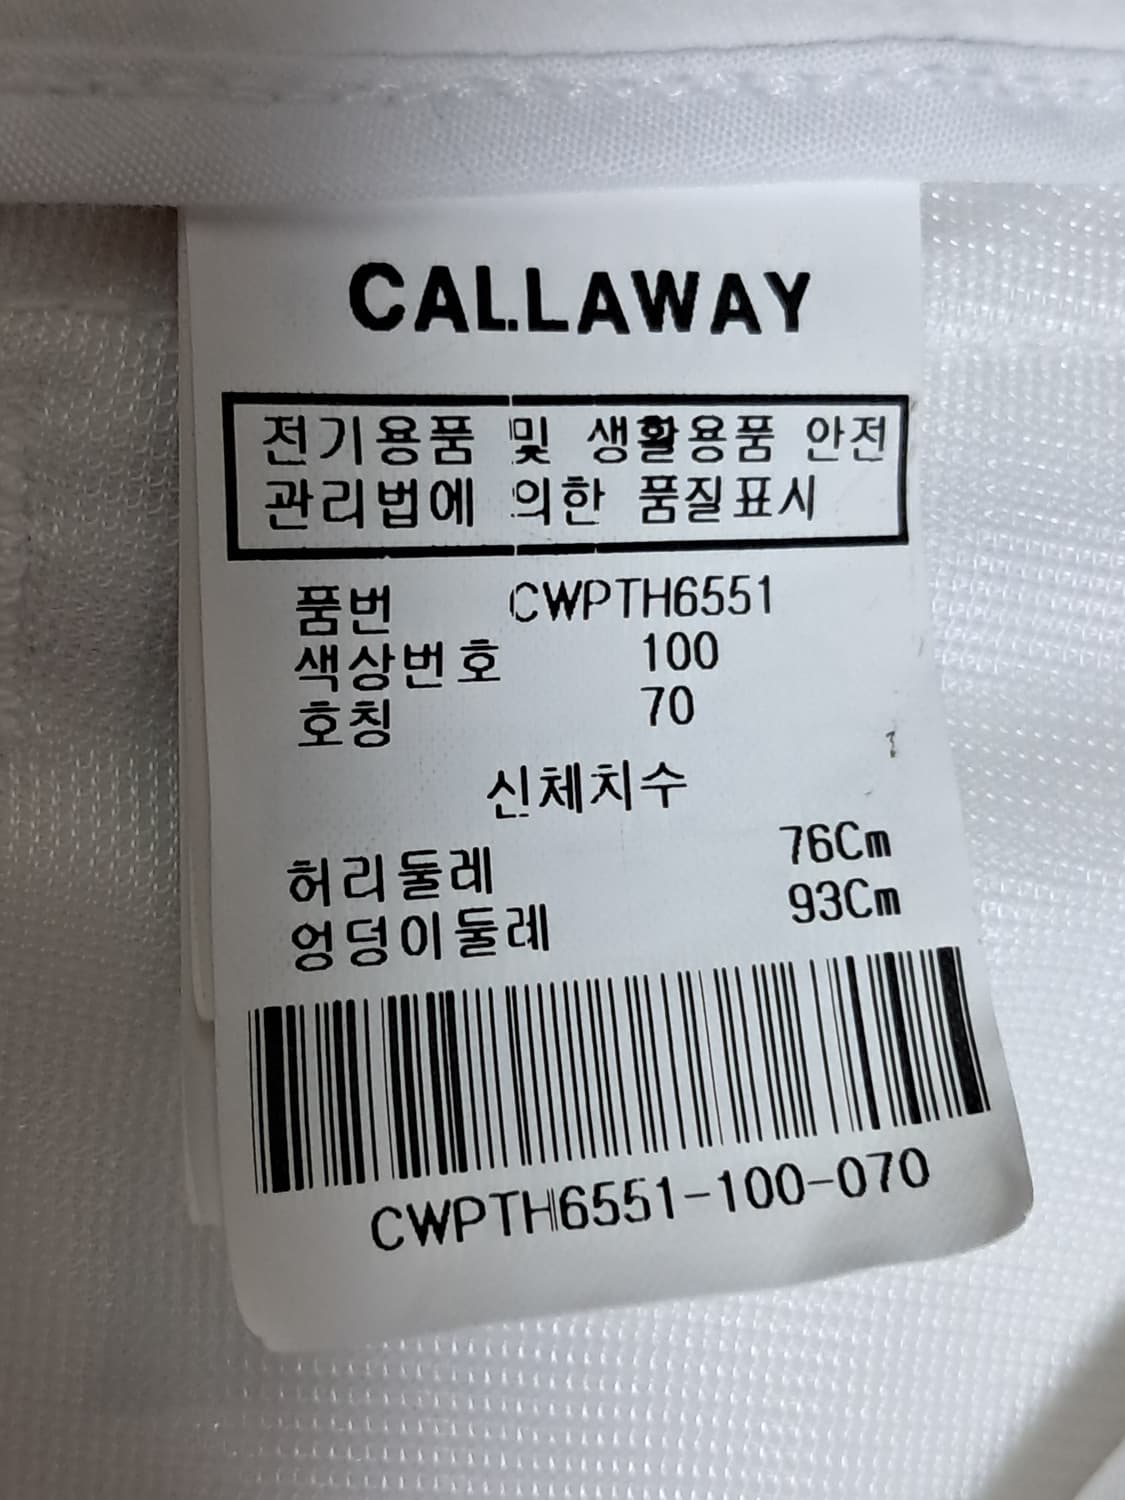 CALLAWAY
전기용품 및 생활용품 안전
관리법에 의한 품질표시
품번 CWPTH6551
색상번호 100
호칭 70
신체치수
허리둘레 76Cm
엉덩이둘레 93Cm
CWPTH6551-100-070